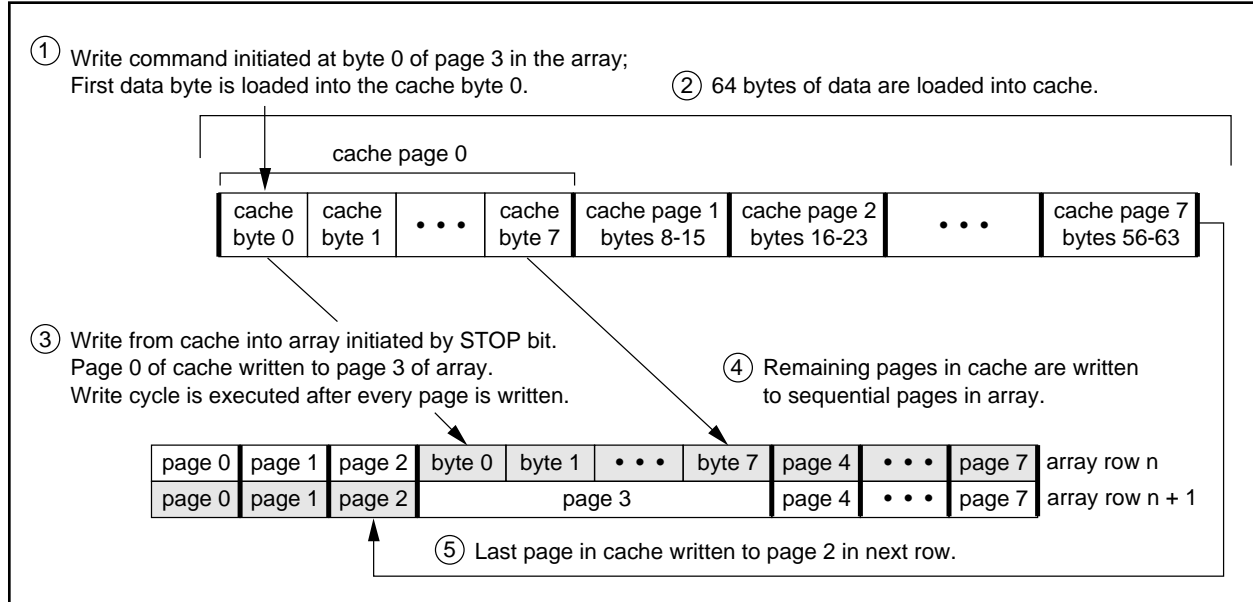 ① Write command initiated at byte 0 of page 3 in the array;
First data byte is loaded into the cache byte 0.
② 64 bytes of data are loaded into cache.
cache page 0
cache byte 0 cache byte 1 • • • cache byte 7 cache page 1 bytes 8-15 cache page 2 bytes 16-23 • • • cache page 7 bytes 56-63
③ Write from cache into array initiated by STOP bit.
Page 0 of cache written to page 3 of array.
Write cycle is executed after every page is written.
④ Remaining pages in cache are written
to sequential pages in array.
page 0 page 1 page 2 byte 0 byte 1 • • • byte 7 page 4 • • • page 7 array row n
page 0 page 1 page 2 page 3 page 4 • • • page 7 array row n + 1
⑤ Last page in cache written to page 2 in next row.